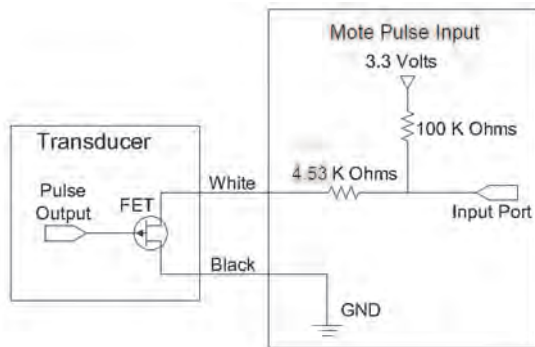 Mote Pulse Input
3.3 Volts
100 K Ohms
Transducer
4.53 K Ohms
White
Pulse
Output
FET
Input Port
Black
GND